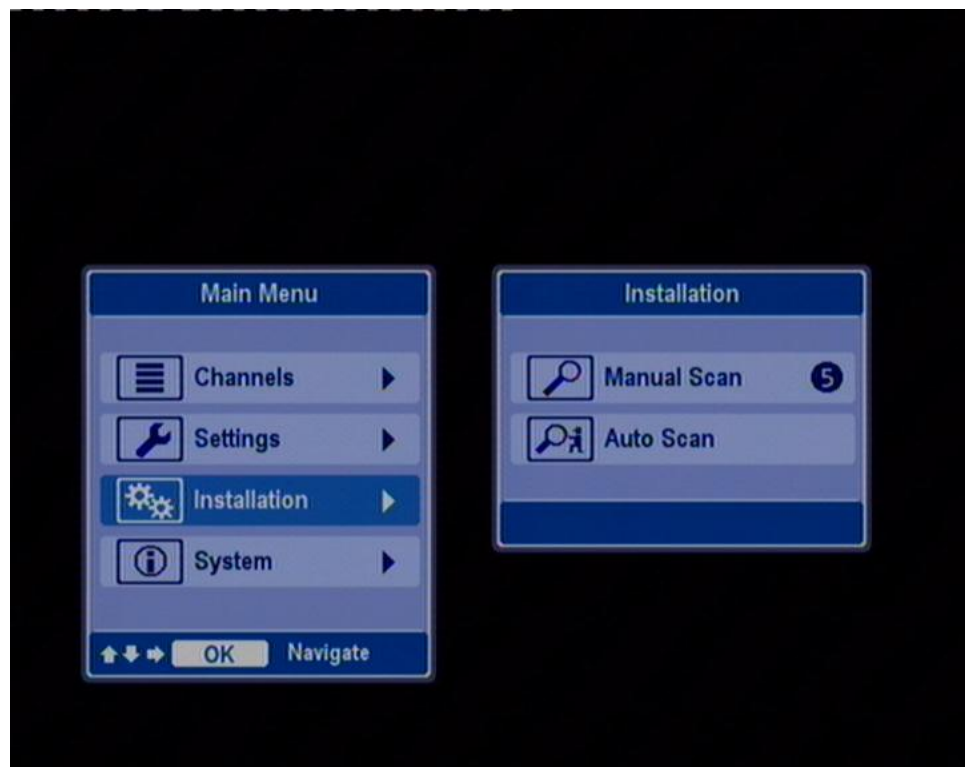 Main Menu
Channels
Settings
Installation
System
OK Navigate
Installation
Manual Scan 5
Auto Scan